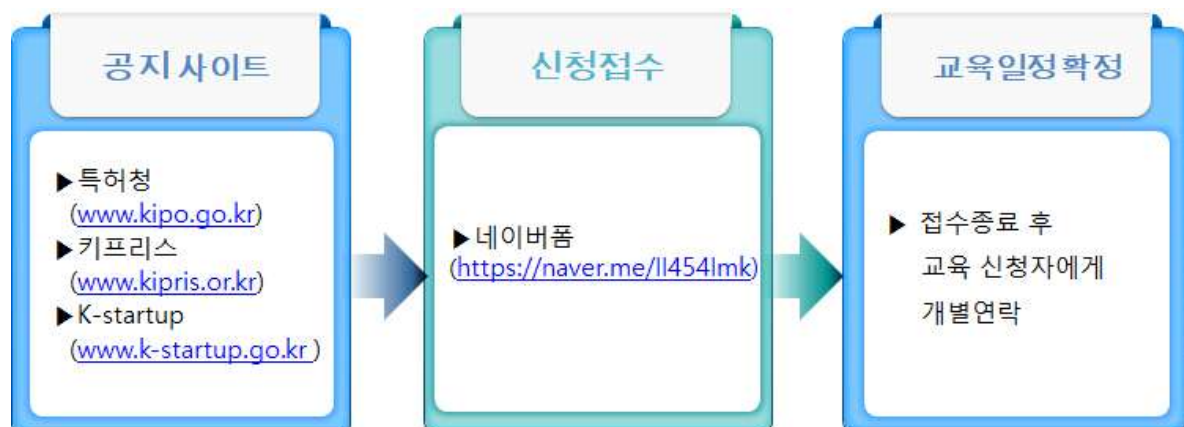 공지 사이트
▶특허청
(www.kipo.go.kr)
▶키프리스
(www.kipris.or.kr)
▶K-startup
(www.k-startup.go.kr )
신청접수
▶네이버폼
(https://naver.me/II454lmk)
교육일정확정
▶ 접수종료 후
교육 신청자에게
개별연락